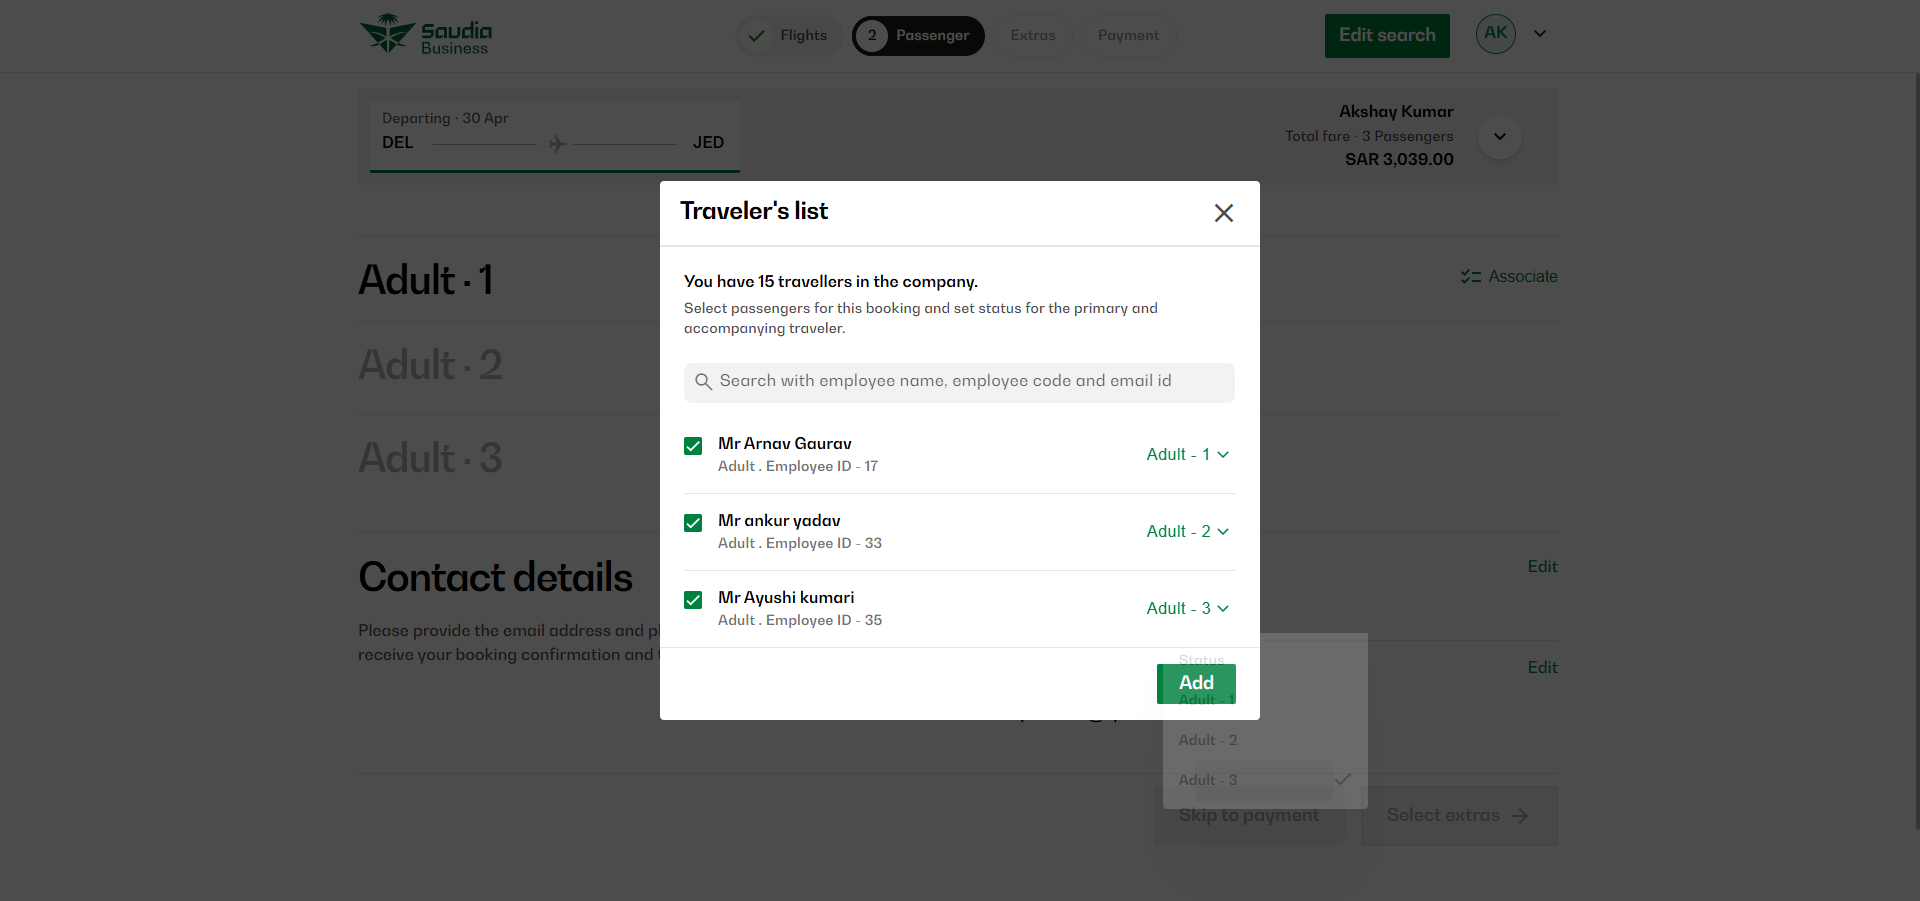 Saudia
Business
Flights
2 Passenger
Extras
Payment
Edit search
AK
Departing · 30 Apr
DEL
JED
Akshay Kumar
Total fare · 3 Passengers
SAR 3,039.00
Traveler's list
Adult · 1
Associate
Adult · 2
Adult · 3
You have 15 travellers in the company.
Select passengers for this booking and set status for the primary and
accompanying traveler.
Search with employee name, employee code and email id
Mr Arnav Gaurav
Adult . Employee ID - 17
Adult - 1
Mr ankur yadav
Adult . Employee ID - 33
Adult - 2
Mr Ayushi kumari
Adult . Employee ID - 35
Adult - 3
Contact details
Edit
Please provide the email address and
receive your booking confirmation and
Edit
Status
Add
Adult - 1
Adult - 2
Adult - 3
Skip to payment
Select extras